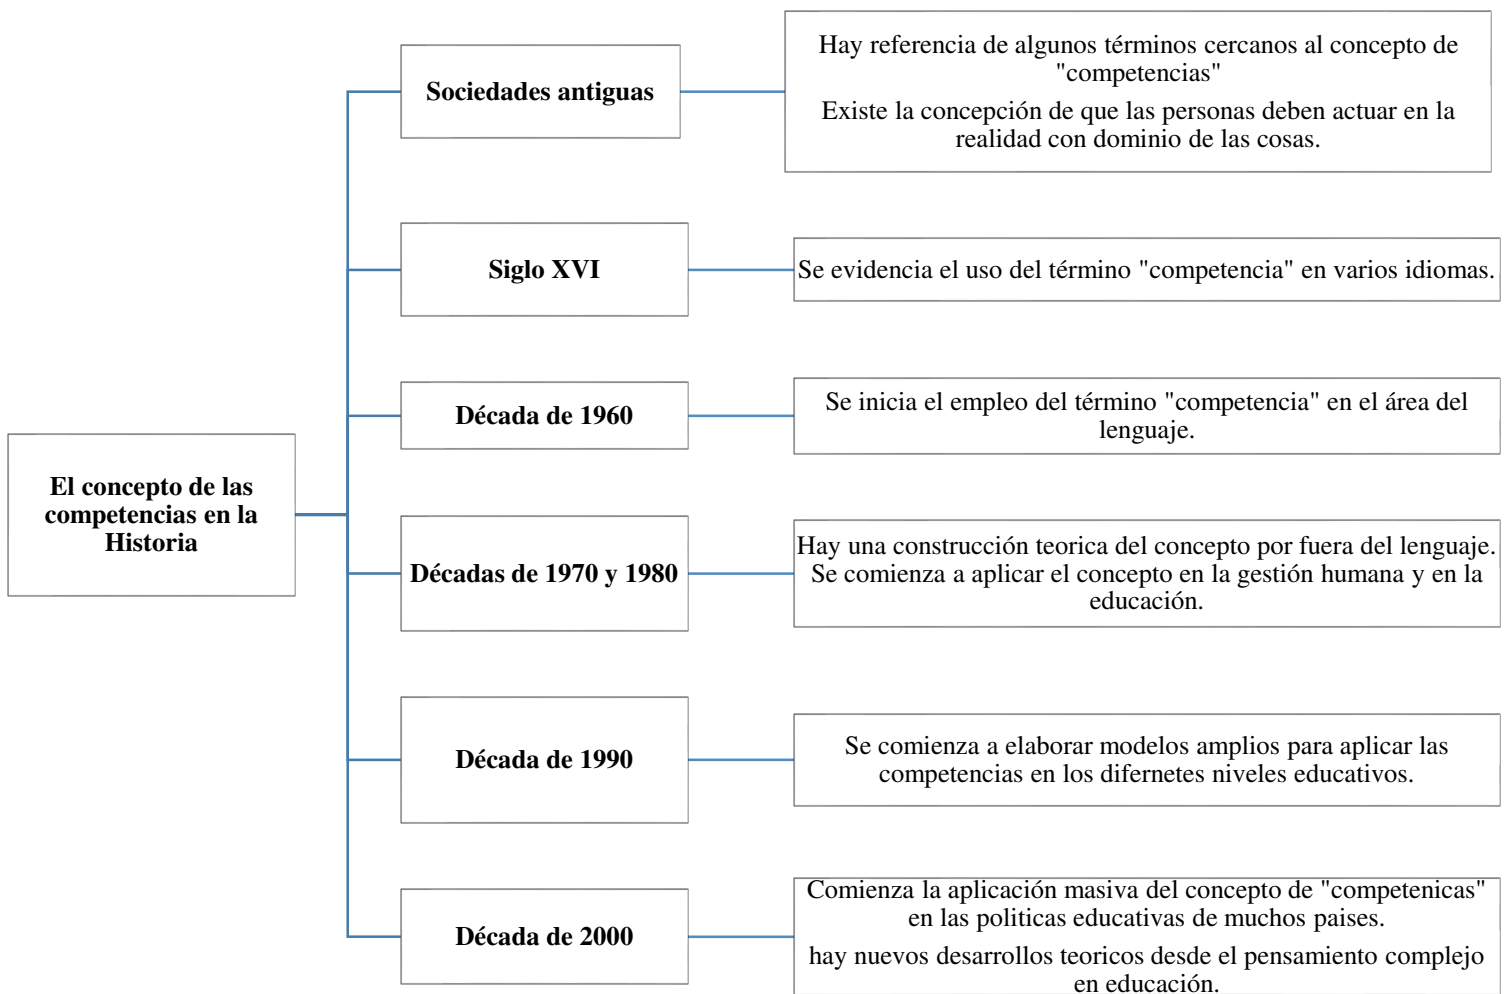 Sociedades antiguas
Hay referencia de algunos términos cercanos al concepto de
"competencias"
Existe la concepción de que las personas deben actuar en la
realidad con dominio de las cosas.
Siglo XVI
Se evidencia el uso del término "competencia" en varios idiomas.
Década de 1960
Se inicia el empleo del término "competencia" en el área del
lenguaje.
El concepto de las
competencias en la
Historia
Décadas de 1970 y 1980
Hay una construcción teorica del concepto por fuera del lenguaje.
Se comienza a aplicar el concepto en la gestión humana y en la
educación.
Década de 1990
Se comienza a elaborar modelos amplios para aplicar las
competencias en los difernetes niveles educativos.
Década de 2000
Comienza la aplicación masiva del concepto de "competenicas"
en las politicas educativas de muchos paises.
hay nuevos desarrollos teoricos desde el pensamiento complejo
en educación.